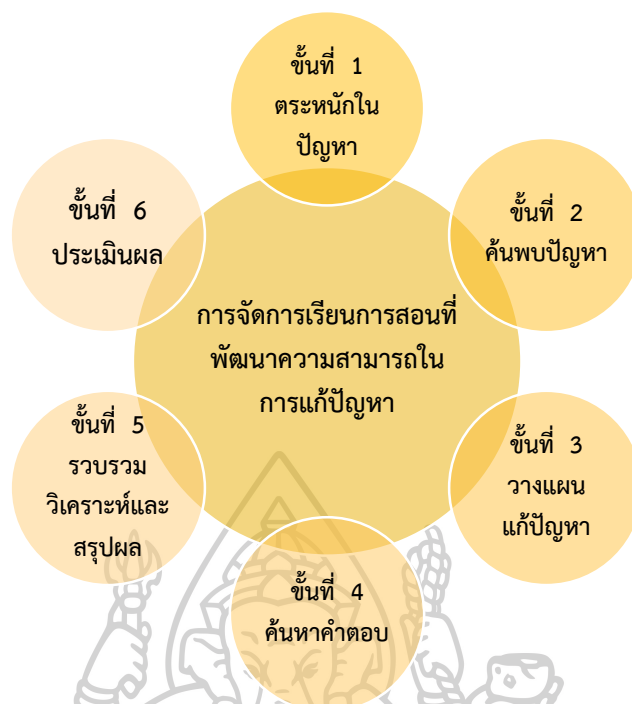 ขั้นที่ 1
ตระหนักใน
ปัญหา
ขั้นที่ 2
ค้นพบปัญหา
ขั้นที่ 3
วางแผน
แก้ปัญหา
ขั้นที่ 4
ค้นหาคำตอบ
ขั้นที่ 5
รวบรวม
วิเคราะห์และ
สรุปผล
ขั้นที่ 6
ประเมินผล
การจัดการเรียนการสอนที่
พัฒนาความสามารถใน
การแก้ปัญหา